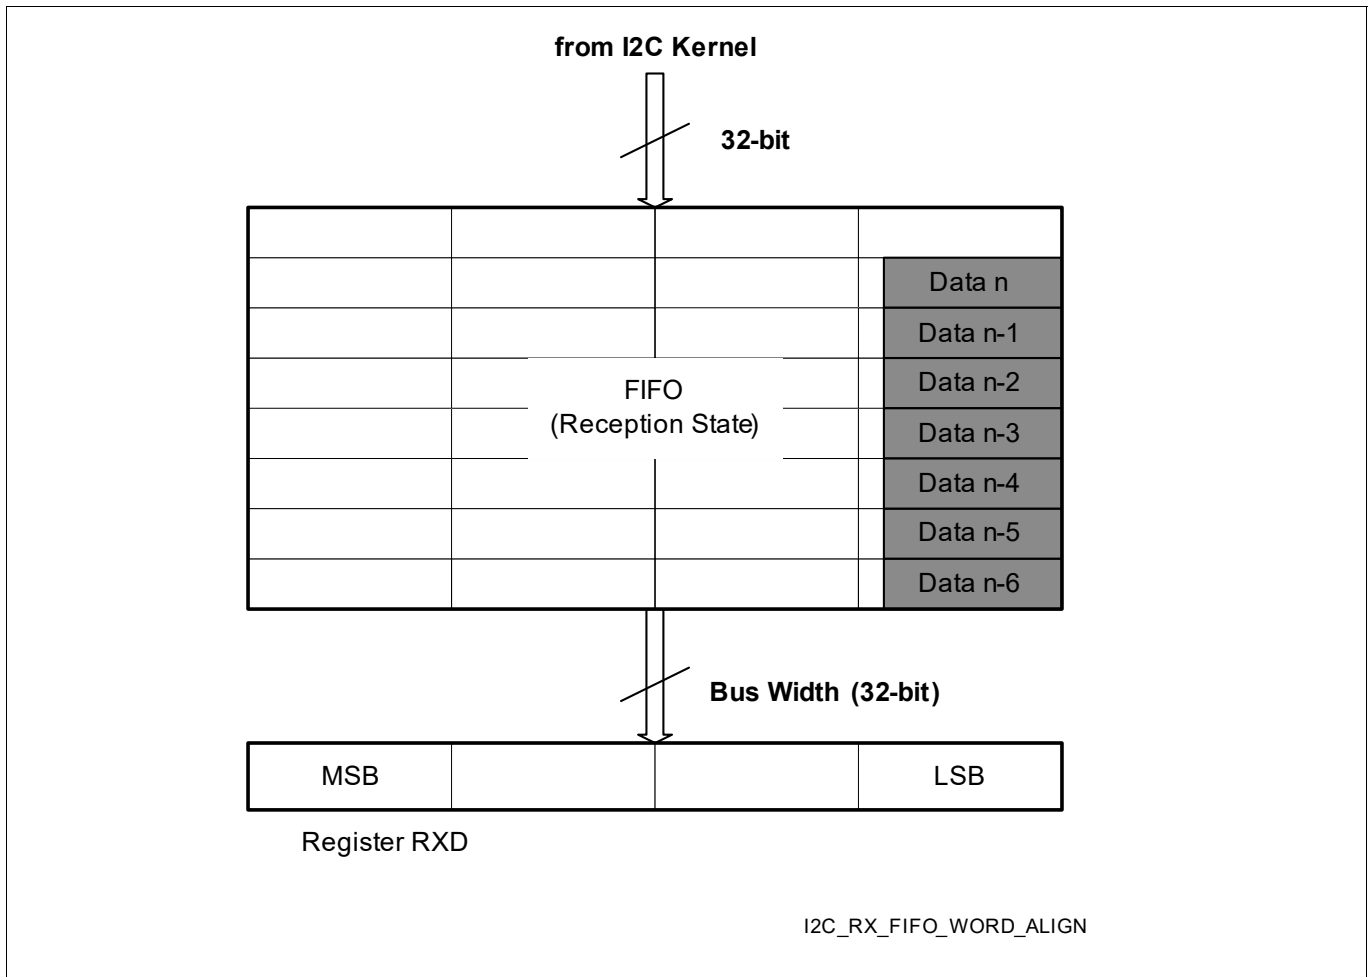 from I2C Kernel
32-bit
Data n
Data n-1
Data n-2
Data n-3
Data n-4
Data n-5
Data n-6
FIFO
(Reception State)
Bus Width (32-bit)
MSB
LSB
Register RXD
I2C_RX_FIFO_WORD_ALIGN